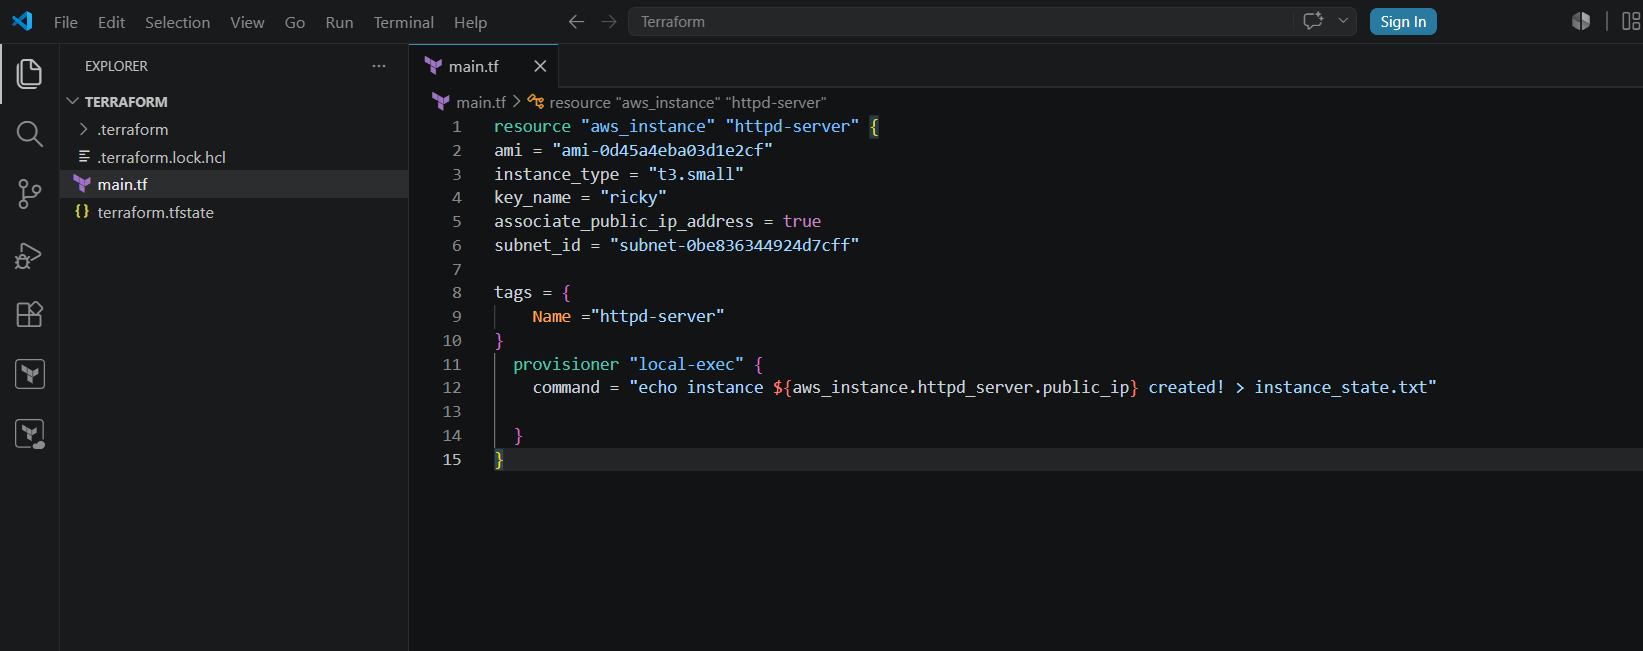 File Edit Selection View Go Run Terminal Help
Terraform
Sign In
EXPLORER
TERRAFORM
.terraform
.terraform.lock.hcl
main.tf
terraform.tfstate
main.tf
main.tf > resource "aws_instance" "httpd-server"
1 resource "aws_instance" "httpd-server" {
2 ami = "ami-0d45a4eba03d1e2cf"
3 instance_type = "t3.small"
4 key_name = "ricky"
5 associate_public_ip_address = true
6 subnet_id = "subnet-0be836344924d7cff"
7
8 tags = {
9 Name ="httpd-server"
10 }
11 provisioner "local-exec" {
12 command = "echo instance ${aws_instance.httpd_server.public_ip} created! > instance_state.txt"
13
14 }
15 }